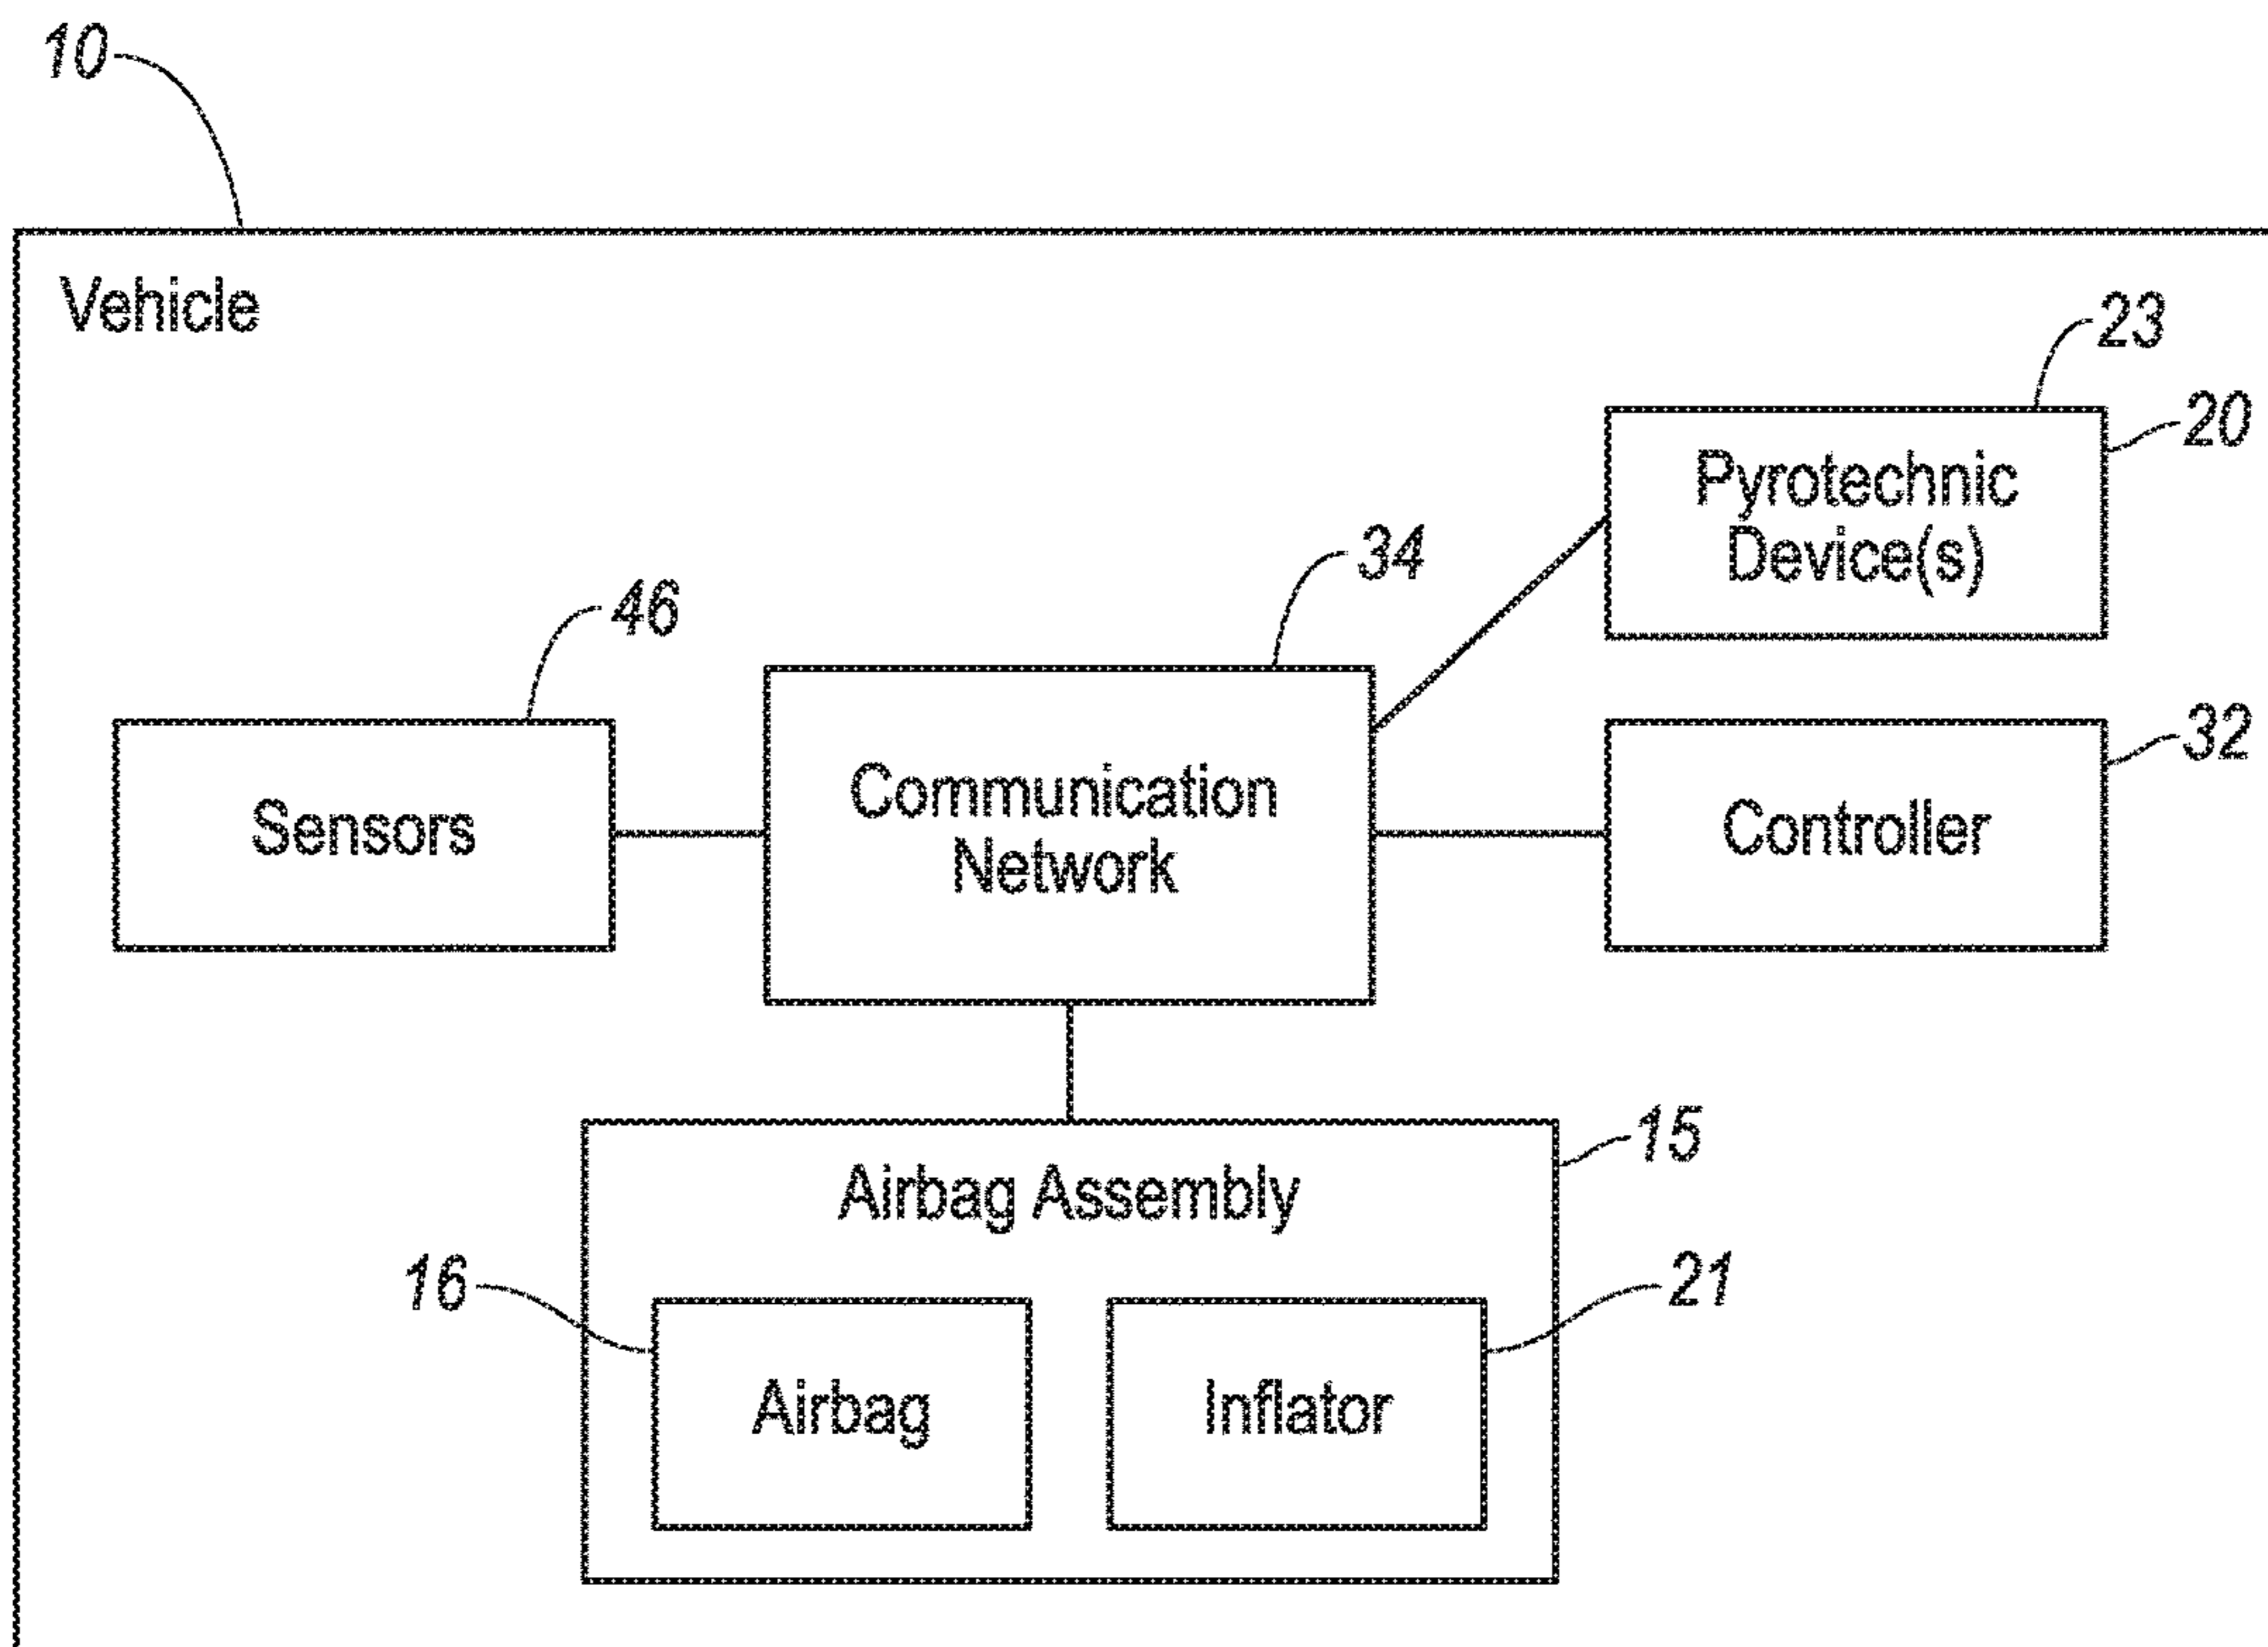 10
Vehicle
23
20
Pyrotechnic
Device(s)
34
46
32
Communication
Network
Sensors
Controller
15
Airbag Assembly
16
21
Airbag
Inflator